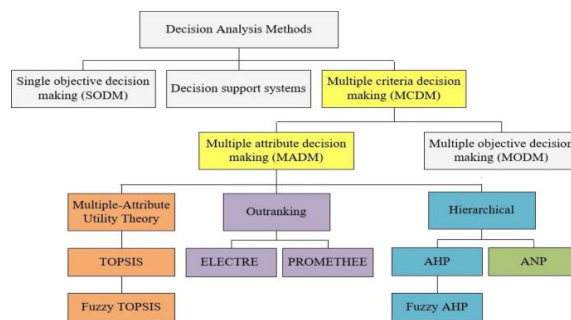 Decision Analysis Methods
Single objective decision
making (SODM)
Decision support systems
Multiple criteria decision
making (MCDM)
Multiple attribute decision
making (MADM)
Multiple objective decision
making (MODM)
Multiple-Attribute
Utility Theory
Outranking
Hierarchical
TOPSIS
ELECTRE
PROMETHEE
AHP
ANP
Fuzzy TOPSIS
Fuzzy AHP